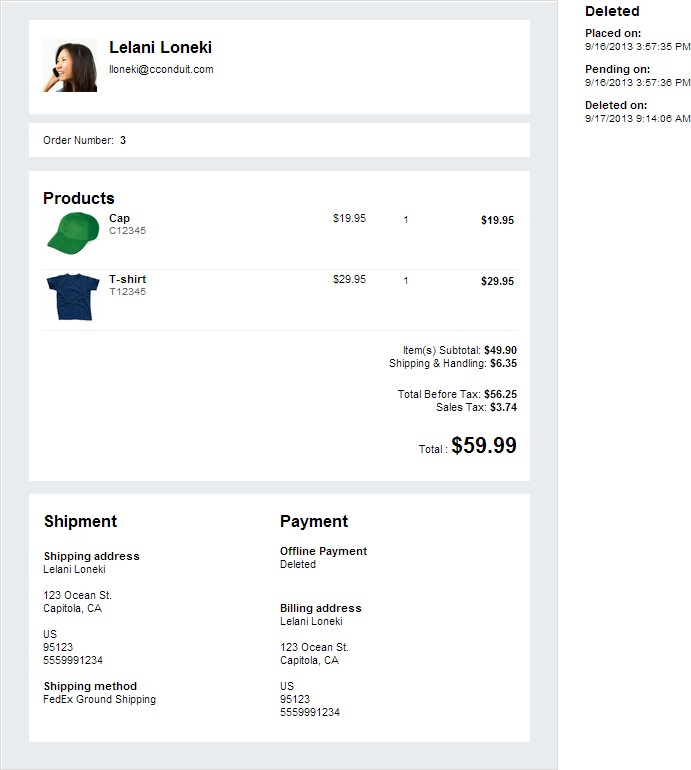 Lelani Loneki
lloneki@cconduit.com
Order Number: 3
Products
Cap $19.95 1 $19.95
C12345
T-shirt $29.95 1 $29.95
T12345
Item(s) Subtotal: $49.90
Shipping & Handling: $6.35
Total Before Tax: $56.25
Sales Tax: $3.74
Total : $59.99
Shipment
Shipping address
Lelani Loneki
123 Ocean St.
Capitola, CA
US
95123
5559991234
Shipping method
FedEx Ground Shipping
Payment
Offline Payment
Deleted
Billing address
Lelani Loneki
123 Ocean St.
Capitola, CA
US
95123
5559991234
Deleted
Placed on:
9/16/2013 3:57:35 PM
Pending on:
9/16/2013 3:57:36 PM
Deleted on:
9/17/2013 9:14:06 AM